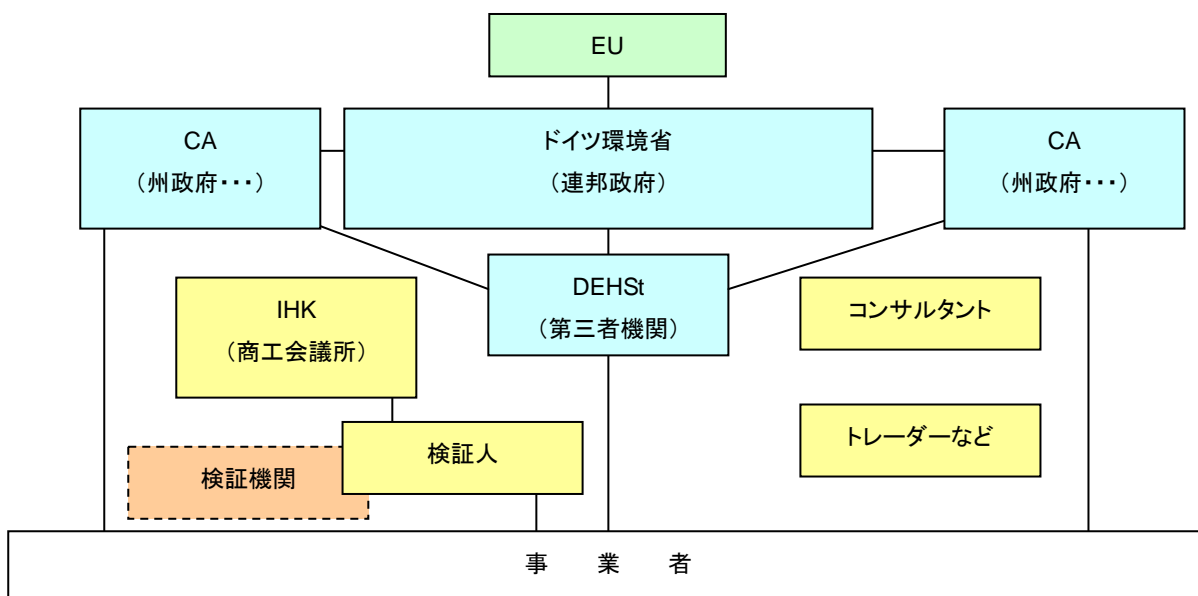 EU
CA
（州政府・・・）
ドイツ環境省
（連邦政府）
CA
（州政府・・・）
IHK
（商工会議所）
DEHSt
（第三者機関）
コンサルタント
トレーダーなど
検証人
検証機関
事　業　者